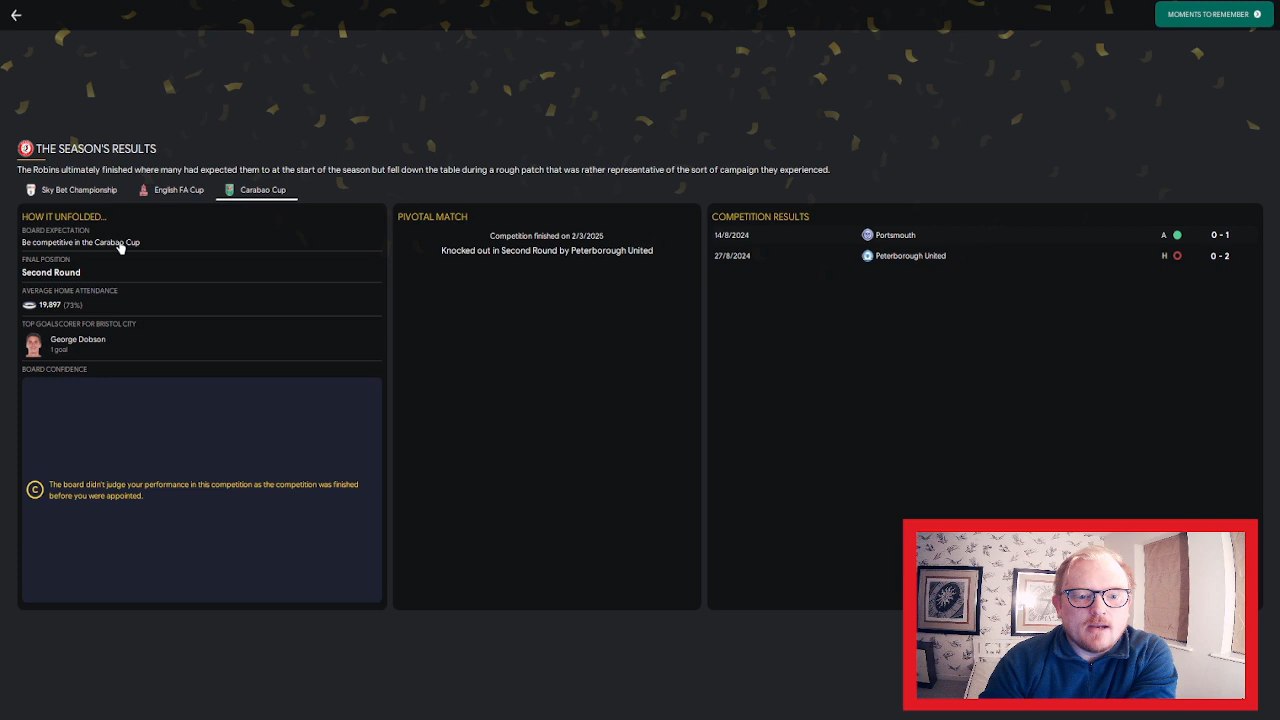 MOMENTS TO REMEMBER
THE SEASON'S RESULTS
The Robins ultimately finished where many had expected them to at the start of the season but fell down the table during a rough patch that was rather representative of the sort of campaign they experienced.
Sky Bet Championship English FA Cup Carabao Cup
HOW IT UNFOLDED...
BOARD EXPECTATION
Be competitive in the Carabao Cup
FINAL POSITION
Second Round
AVERAGE HOME ATTENDANCE
19,897 (73%)
TOP GOALSCORER FOR BRISTOL CITY
George Dobson
1 goal
BOARD CONFIDENCE
C
The board didn't judge your performance in this competition as the competition was finished
before you were appointed.
PIVOTAL MATCH
Competition finished on 2/3/2025
Knocked out in Second Round by Peterborough United
COMPETITION RESULTS
14/8/2024 Portsmouth A 0 - 1
27/8/2024 Peterborough United H 0 - 2